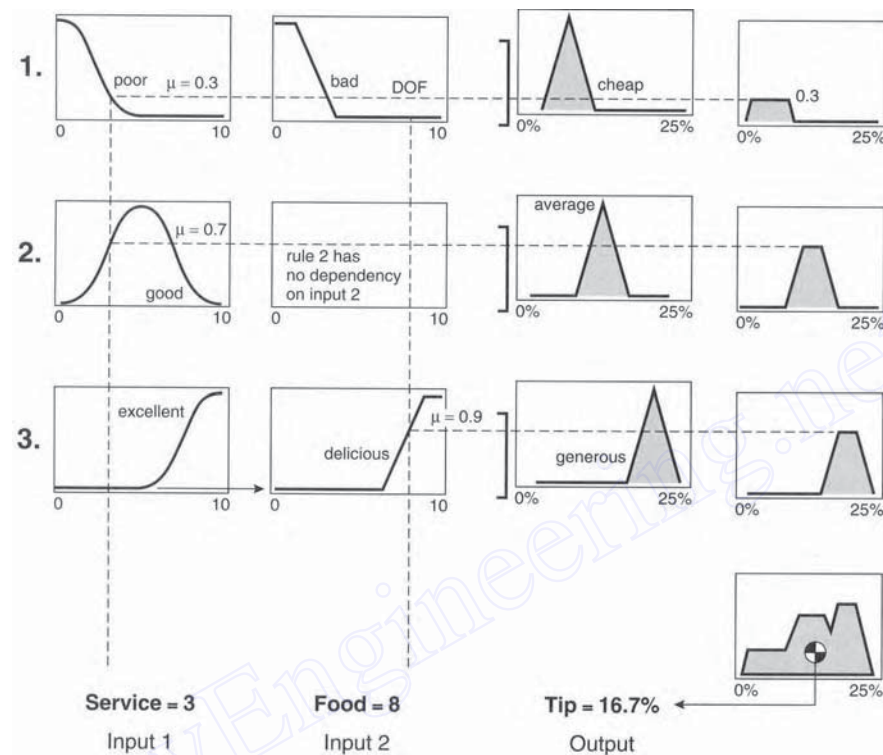 1.
poor μ = 0.3
bad DOF
cheap
0.3
0 10
0 10
0% 25%
0% 25%
2.
μ = 0.7
good
rule 2 has
no dependency
on input 2
average
0 10
0 10
0% 25%
0% 25%
3.
excellent
delicious μ = 0.9
generous
0 10
0 10
0% 25%
0% 25%
0% 25%
Service = 3 Food = 8 Tip = 16.7%
Input 1 Input 2 Output